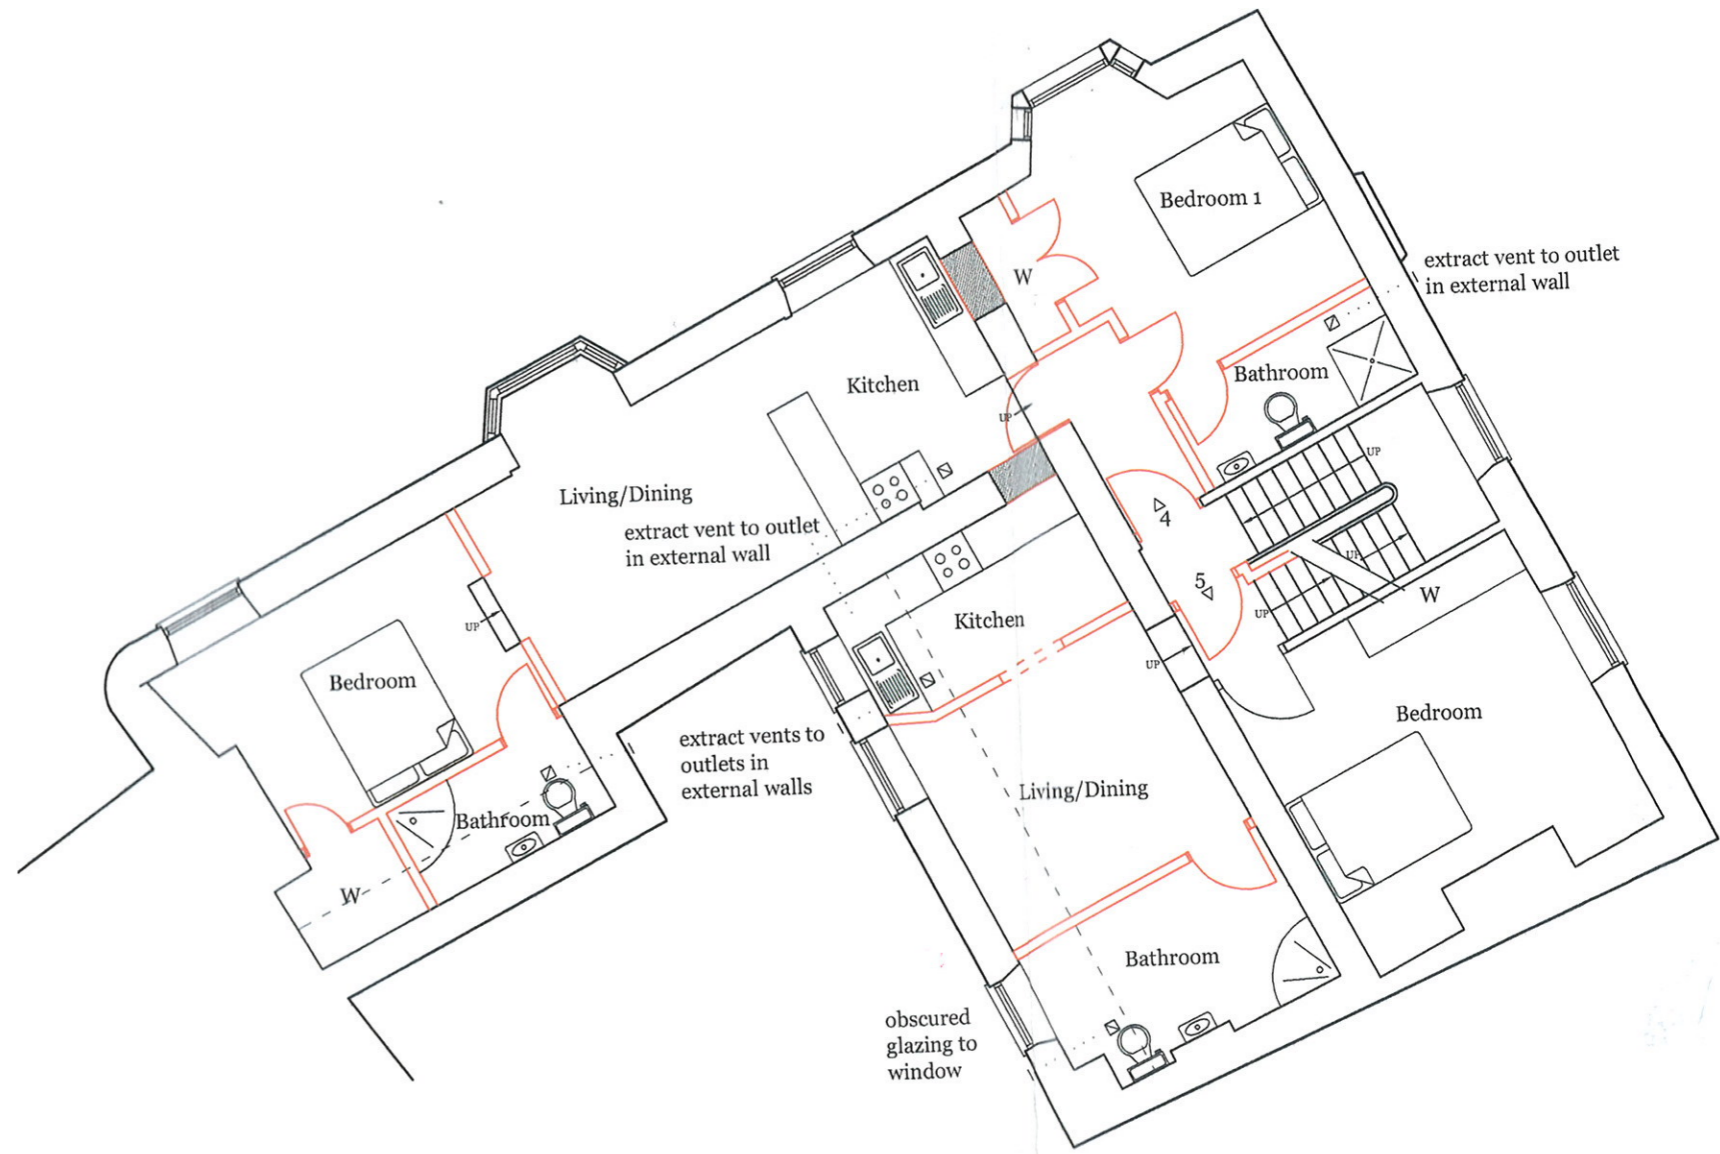 Bedroom 1
extract vent to outlet
in external wall
W
Bathroom
Kitchen
UP
UP
Living/Dining
extract vent to outlet
in external wall
4
5
UP
UP
W
Kitchen
UP
Bedroom
UP
Bedroom
extract vents to
outlets in
external walls
Living/Dining
Bathroom
W
Bathroom
obscured
glazing to
window